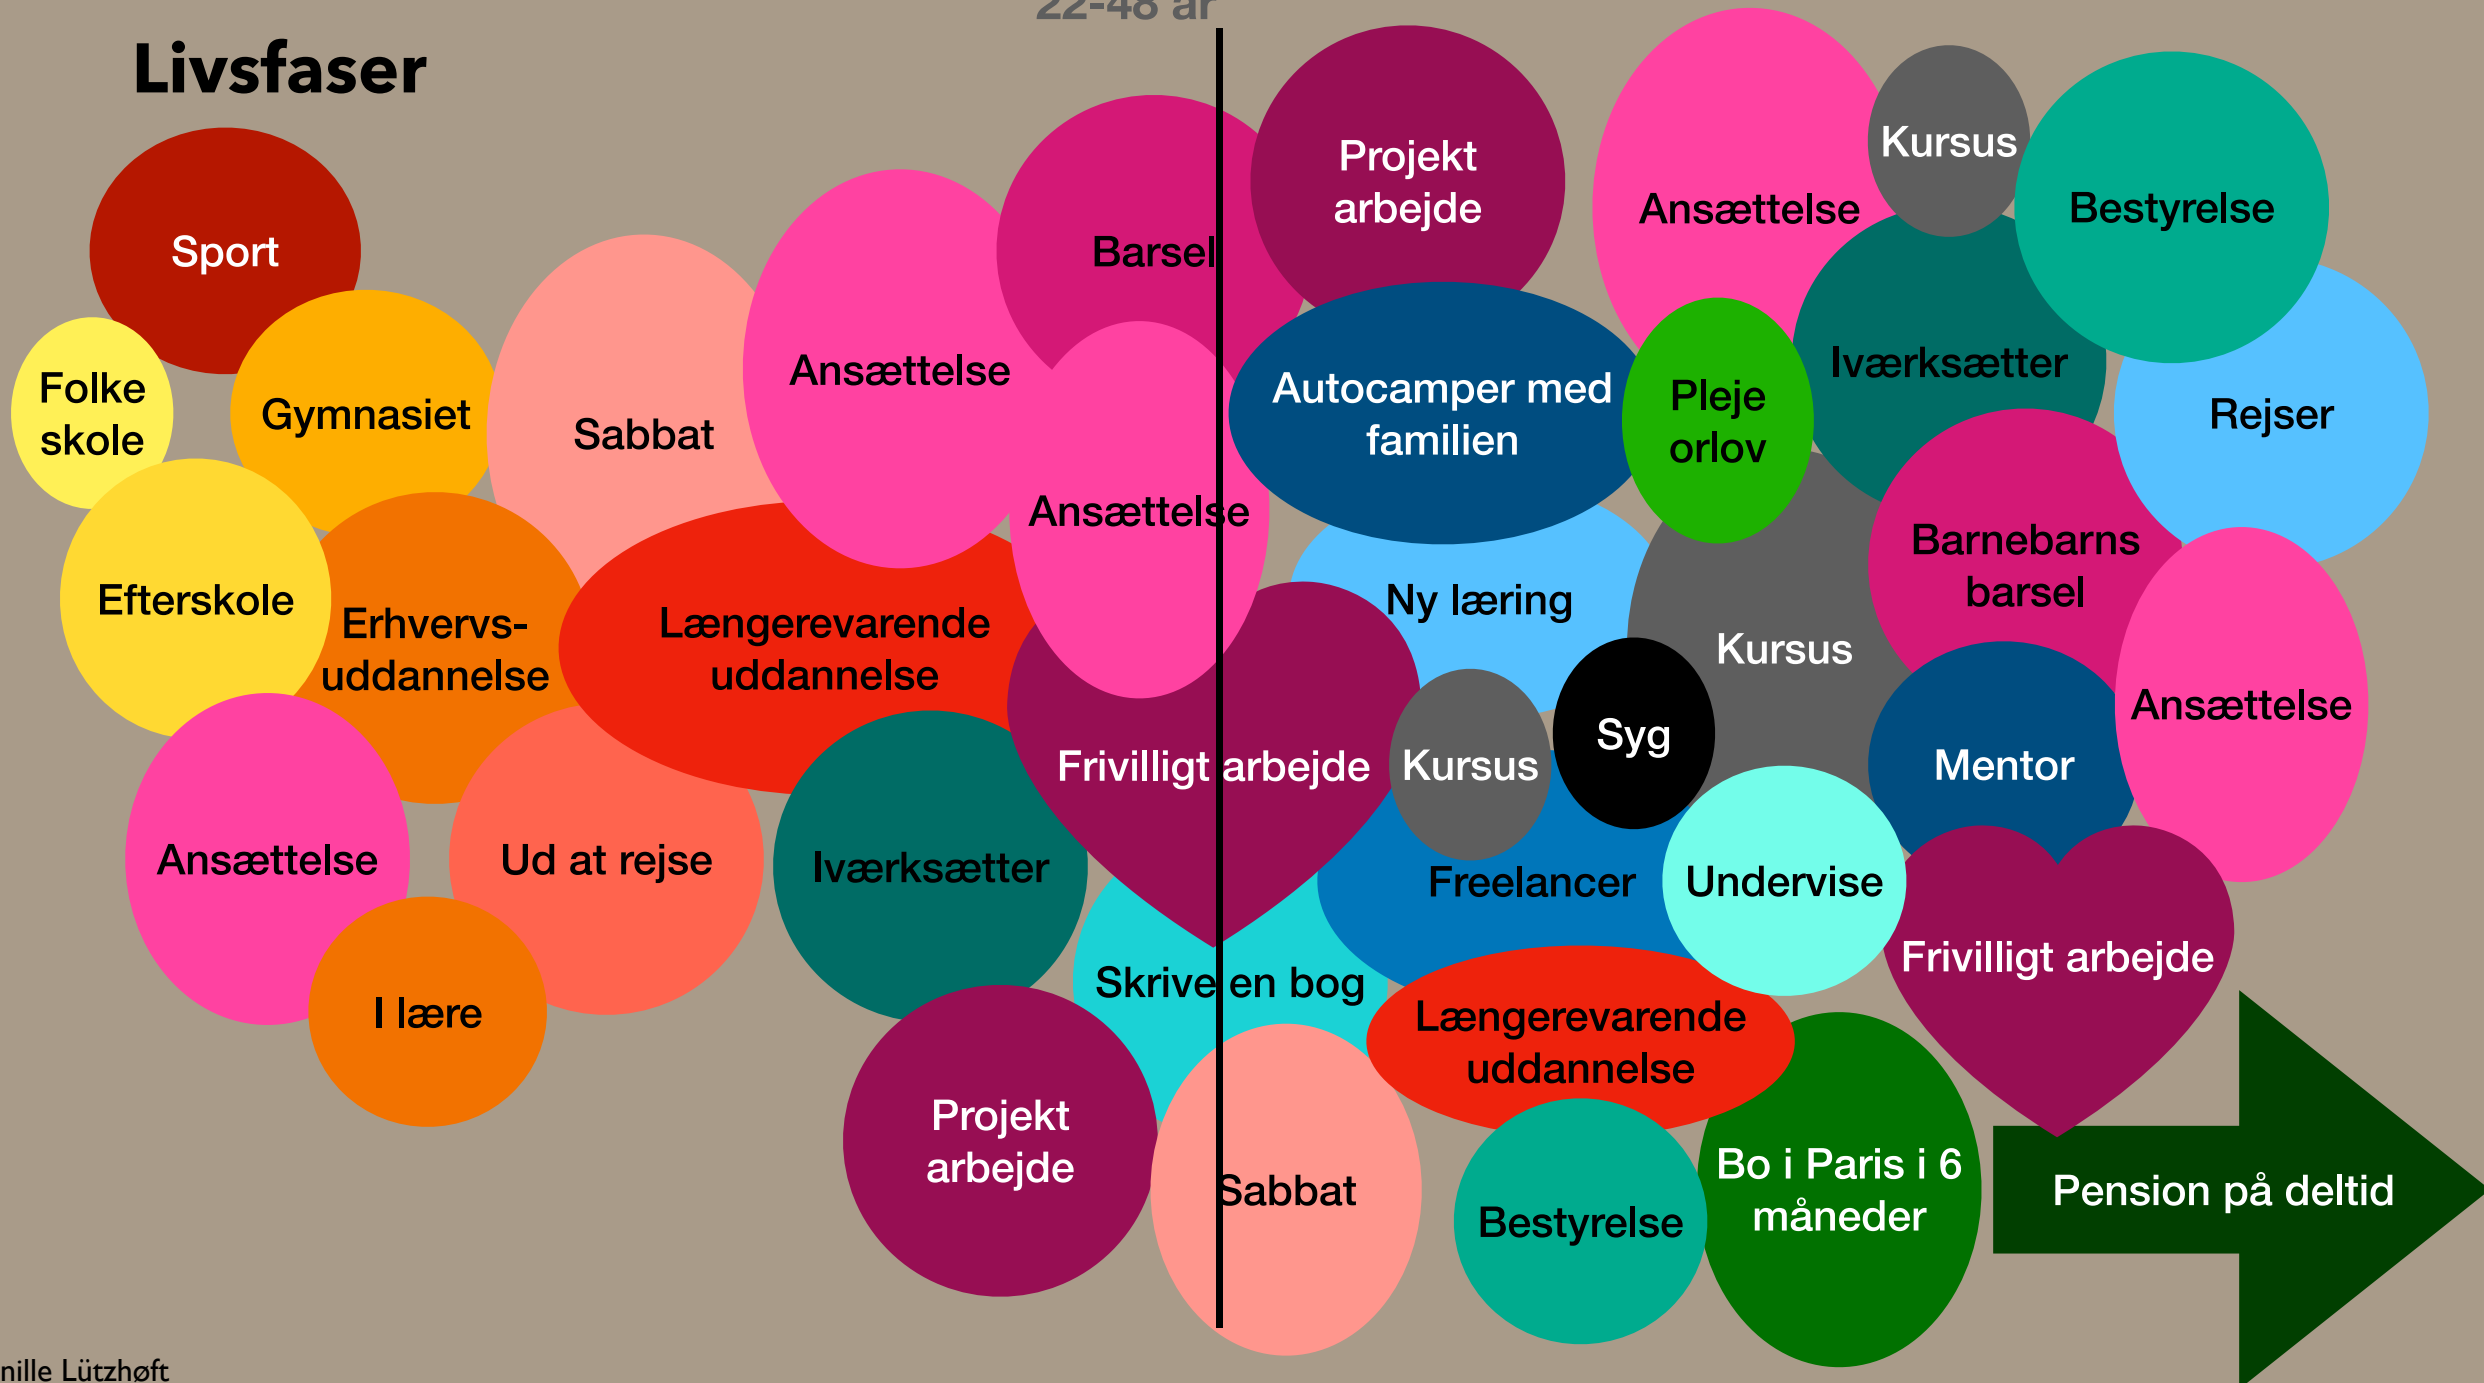 22-48 år
Livsfaser
Sport
Folke
skole
Gymnasiet
Efterskole
Erhvervs-
uddannelse
Ansættelse
I lære
Ud at rejse
Sabbat
Længerevarende
uddannelse
Ansættelse
Barsel
Ansættelse
Iværksætter
Frivilligt arbejde
Skrive en bog
Projekt
arbejde
Sabbat
Projekt
arbejde
Autocamper med
familien
Ny læring
Kursus
Syg
Freelancer
Længerevarende
uddannelse
Bestyrelse
Ansættelse
Kursus
Bestyrelse
Iværksætter
Pleje
orlov
Rejser
Kursus
Barnebarns
barsel
Ansættelse
Mentor
Undervise
Frivilligt arbejde
Bo i Paris i 6
måneder
Pension på deltid
nille Lützhøft